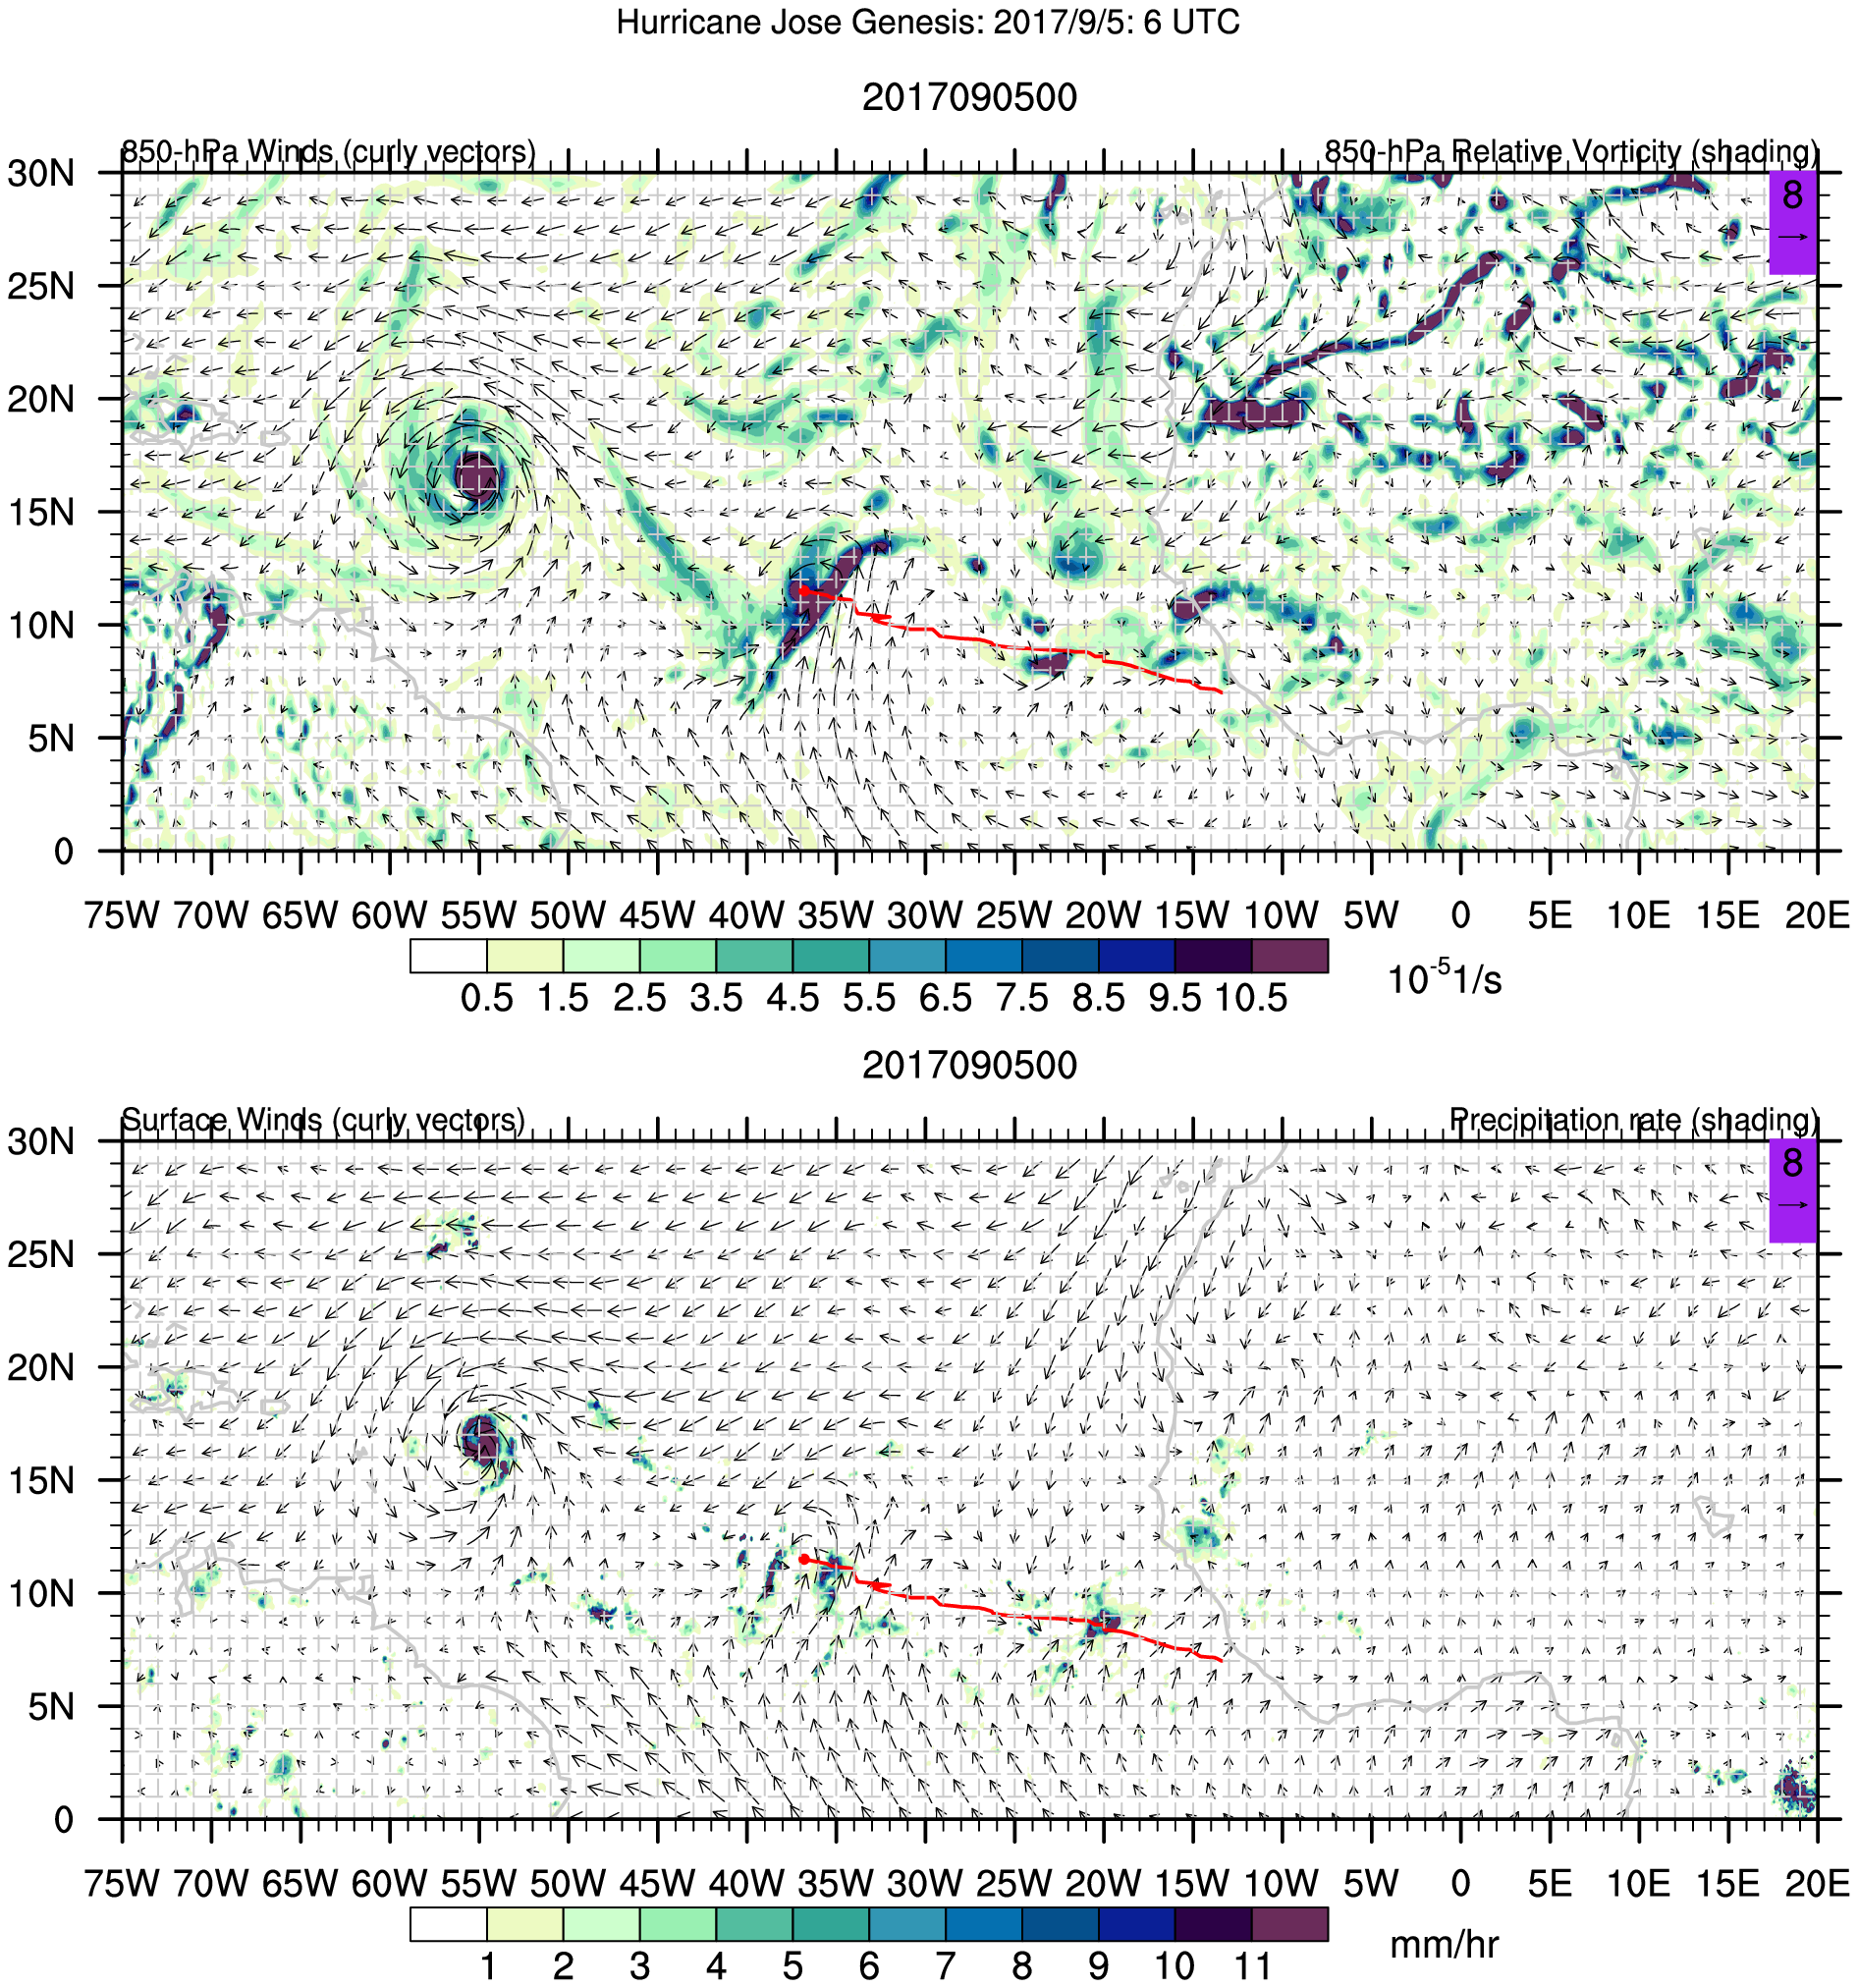 Hurricane Jose Genesis: 2017/9/5: 6 UTC
2017090500
850-hPa Winds (curly vectors) 850-hPa Relative Vorticity (shading)
30N
8
25N
20N
15N
10N
5N
0
75W 70W 65W 60W 55W 50W 45W 40W 35W 30W 25W 20W 15W 10W 5W 0 5E 10E 15E 20E
0.5 1.5 2.5 3.5 4.5 5.5 6.5 7.5 8.5 9.5 10.5
10⁻⁵1/s
2017090500
Surface Winds (curly vectors) Precipitation rate (shading)
30N
8
25N
20N
15N
10N
5N
0
75W 70W 65W 60W 55W 50W 45W 40W 35W 30W 25W 20W 15W 10W 5W 0 5E 10E 15E 20E
1 2 3 4 5 6 7 8 9 10 11
mm/hr